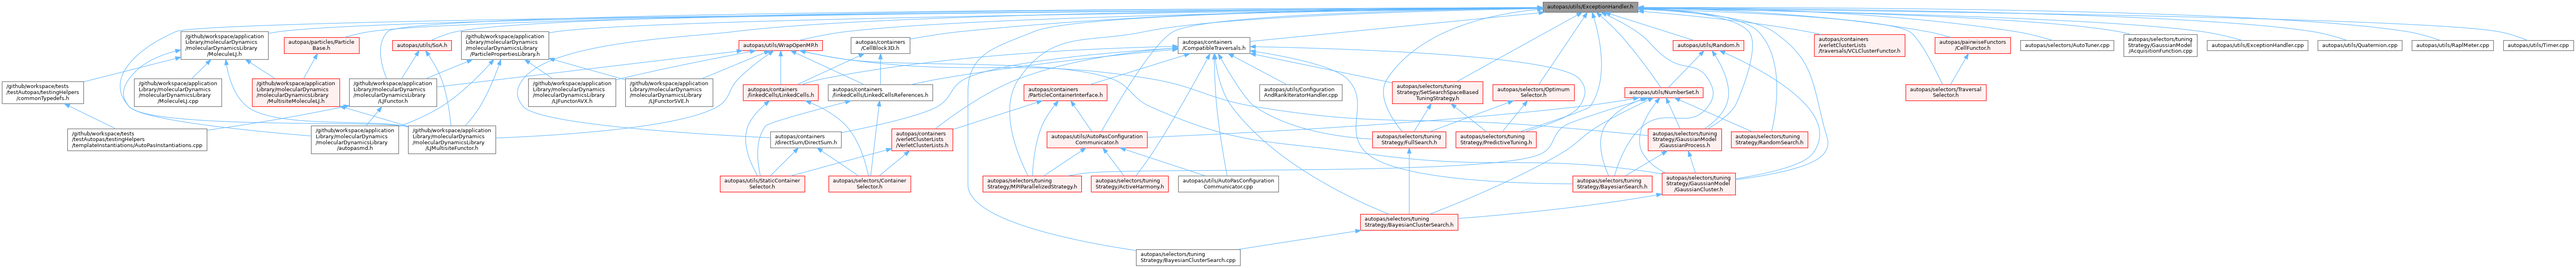 autopas/utils/ExceptionHandler.h
/github/workspace/application
Library/molecularDynamics
/molecularDynamicsLibrary
/MoleculeLJ.h
autopas/particles/Particle
Base.h
autopas/utils/SoA.h
/github/workspace/application
Library/molecularDynamics
/molecularDynamicsLibrary
/ParticlePropertiesLibrary.h
autopas/utils/WrapOpenMP.h
autopas/containers
/CellBlock3D.h
autopas/containers
/CompatibleTraversals.h
autopas/utils/Random.h
autopas/containers
/verletClusterLists
/traversals/VCLClusterFunctor.h
autopas/pairwiseFunctors
/CellFunctor.h
autopas/selectors/AutoTuner.cpp
autopas/selectors/tuning
Strategy/GaussianModel
/AcquisitionFunction.cpp
autopas/utils/ExceptionHandler.cpp
autopas/utils/Quaternion.cpp
autopas/utils/RaplMeter.cpp
autopas/utils/Timer.cpp
/github/workspace/tests
/testAutopas/testingHelpers
/commonTypedefs.h
/github/workspace/application
Library/molecularDynamics
/molecularDynamicsLibrary
/MoleculeLJ.cpp
/github/workspace/application
Library/molecularDynamics
/molecularDynamicsLibrary
/MultisiteMoleculeLJ.h
/github/workspace/application
Library/molecularDynamics
/molecularDynamicsLibrary
/LJFunctor.h
/github/workspace/application
Library/molecularDynamics
/molecularDynamicsLibrary
/LJFunctorAVX.h
/github/workspace/application
Library/molecularDynamics
/molecularDynamicsLibrary
/LJFunctorSVE.h
autopas/containers
/linkedCells/LinkedCells.h
autopas/containers
/linkedCells/LinkedCellsReferences.h
autopas/containers
/ParticleContainerInterface.h
autopas/utils/Configuration
AndRankIteratorHandler.cpp
autopas/selectors/tuning
Strategy/SetSearchSpaceBased
TuningStrategy.h
autopas/selectors/Optimum
Selector.h
autopas/utils/NumberSet.h
autopas/selectors/Traversal
Selector.h
/github/workspace/tests
/testAutopas/testingHelpers
/templateInstantiations/AutoPasInstantiations.cpp
/github/workspace/application
Library/molecularDynamics
/molecularDynamicsLibrary
/autopasmd.h
/github/workspace/application
Library/molecularDynamics
/molecularDynamicsLibrary
/LJMultisiteFunctor.h
autopas/containers
/directSum/DirectSum.h
autopas/containers
/verletClusterLists
/VerletClusterLists.h
autopas/utils/AutoPasConfiguration
Communicator.h
autopas/selectors/tuning
Strategy/FullSearch.h
autopas/selectors/tuning
Strategy/PredictiveTuning.h
autopas/selectors/tuning
Strategy/GaussianModel
/GaussianProcess.h
autopas/selectors/tuning
Strategy/RandomSearch.h
autopas/utils/StaticContainer
Selector.h
autopas/selectors/Container
Selector.h
autopas/selectors/tuning
Strategy/MPIParallelizedStrategy.h
autopas/selectors/tuning
Strategy/ActiveHarmony.h
autopas/utils/AutoPasConfiguration
Communicator.cpp
autopas/selectors/tuning
Strategy/BayesianSearch.h
autopas/selectors/tuning
Strategy/GaussianModel
/GaussianCluster.h
autopas/selectors/tuning
Strategy/BayesianClusterSearch.h
autopas/selectors/tuning
Strategy/BayesianClusterSearch.cpp